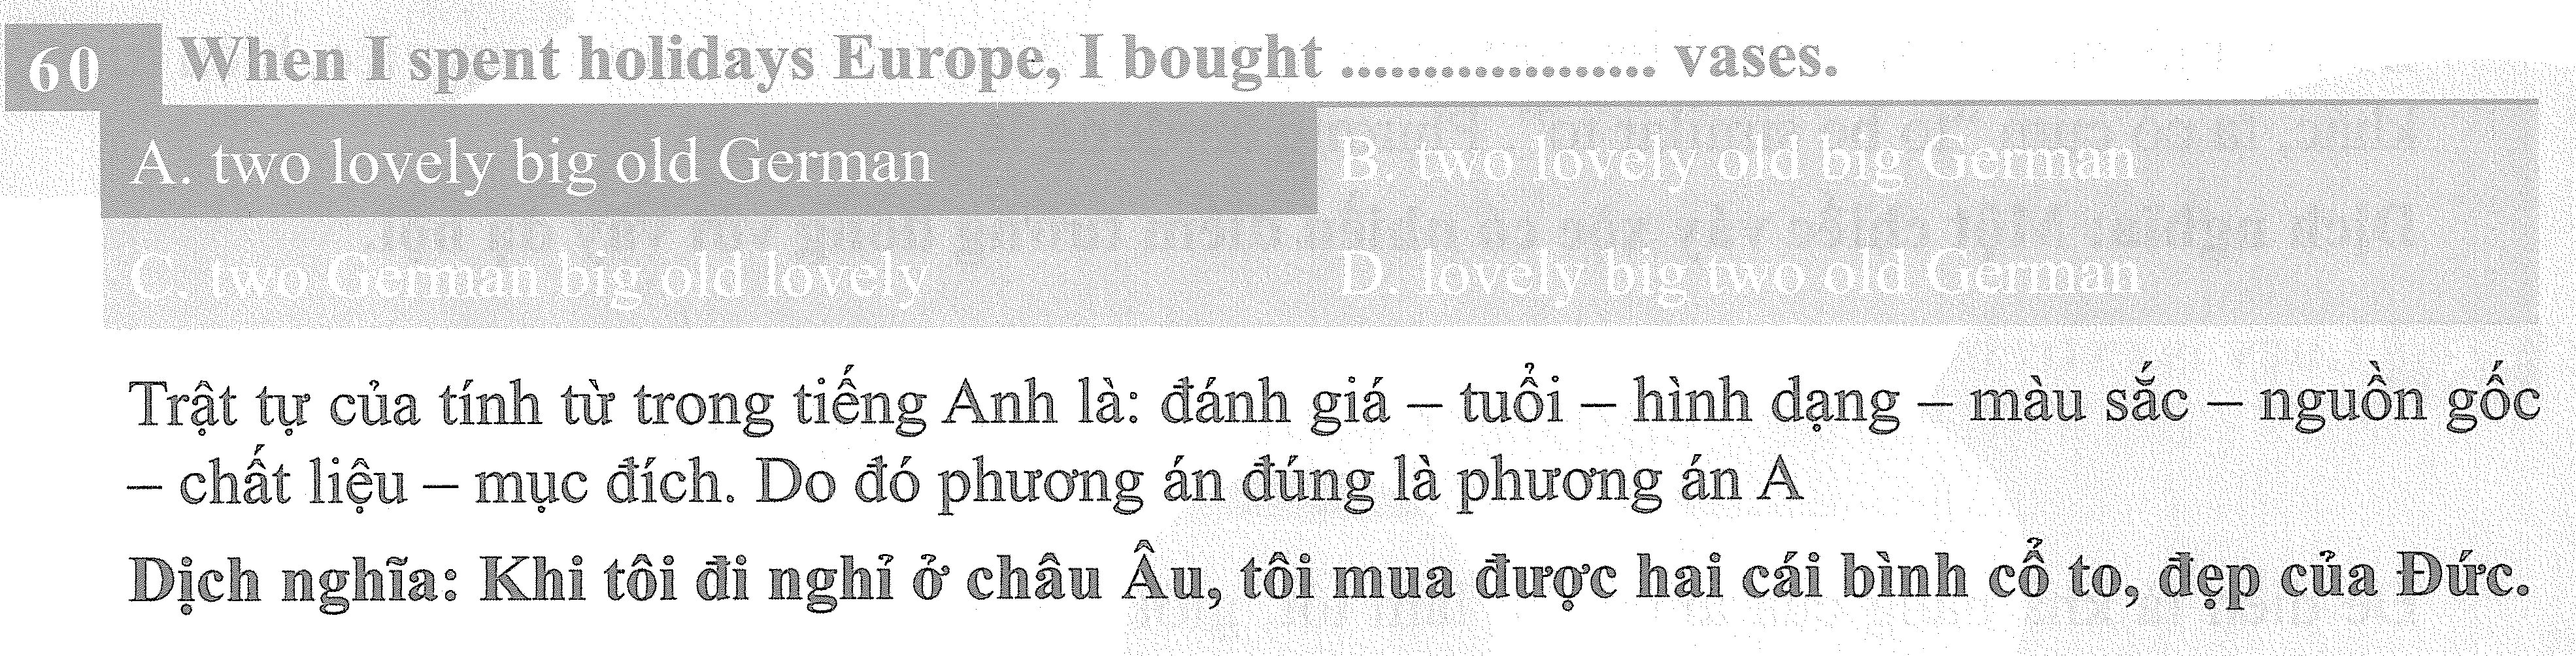 60 When I spent holidays Europe, I bought .................. vases.
A. two lovely big old German B. two lovely old big German
C. two German big old lovely D. lovely big two old German
Trật tự của tính từ trong tiếng Anh là: đánh giá – tuổi – hình dạng – màu sắc – nguồn gốc
– chất liệu – mục đích. Do đó phương án đúng là phương án A
Dịch nghĩa: Khi tôi đi nghỉ ở châu Âu, tôi mua được hai cái bình cổ to, đẹp của Đức.